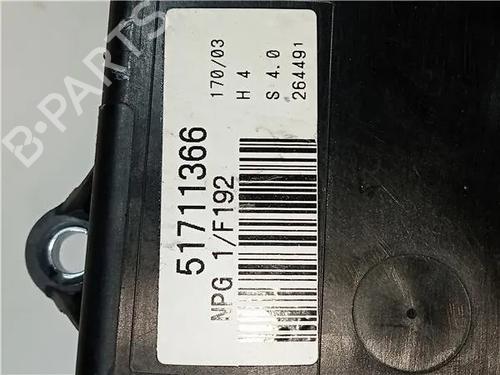 170/03
H 4
S 4.0
264491
51711366
NPG 1/F192
B-PARTS